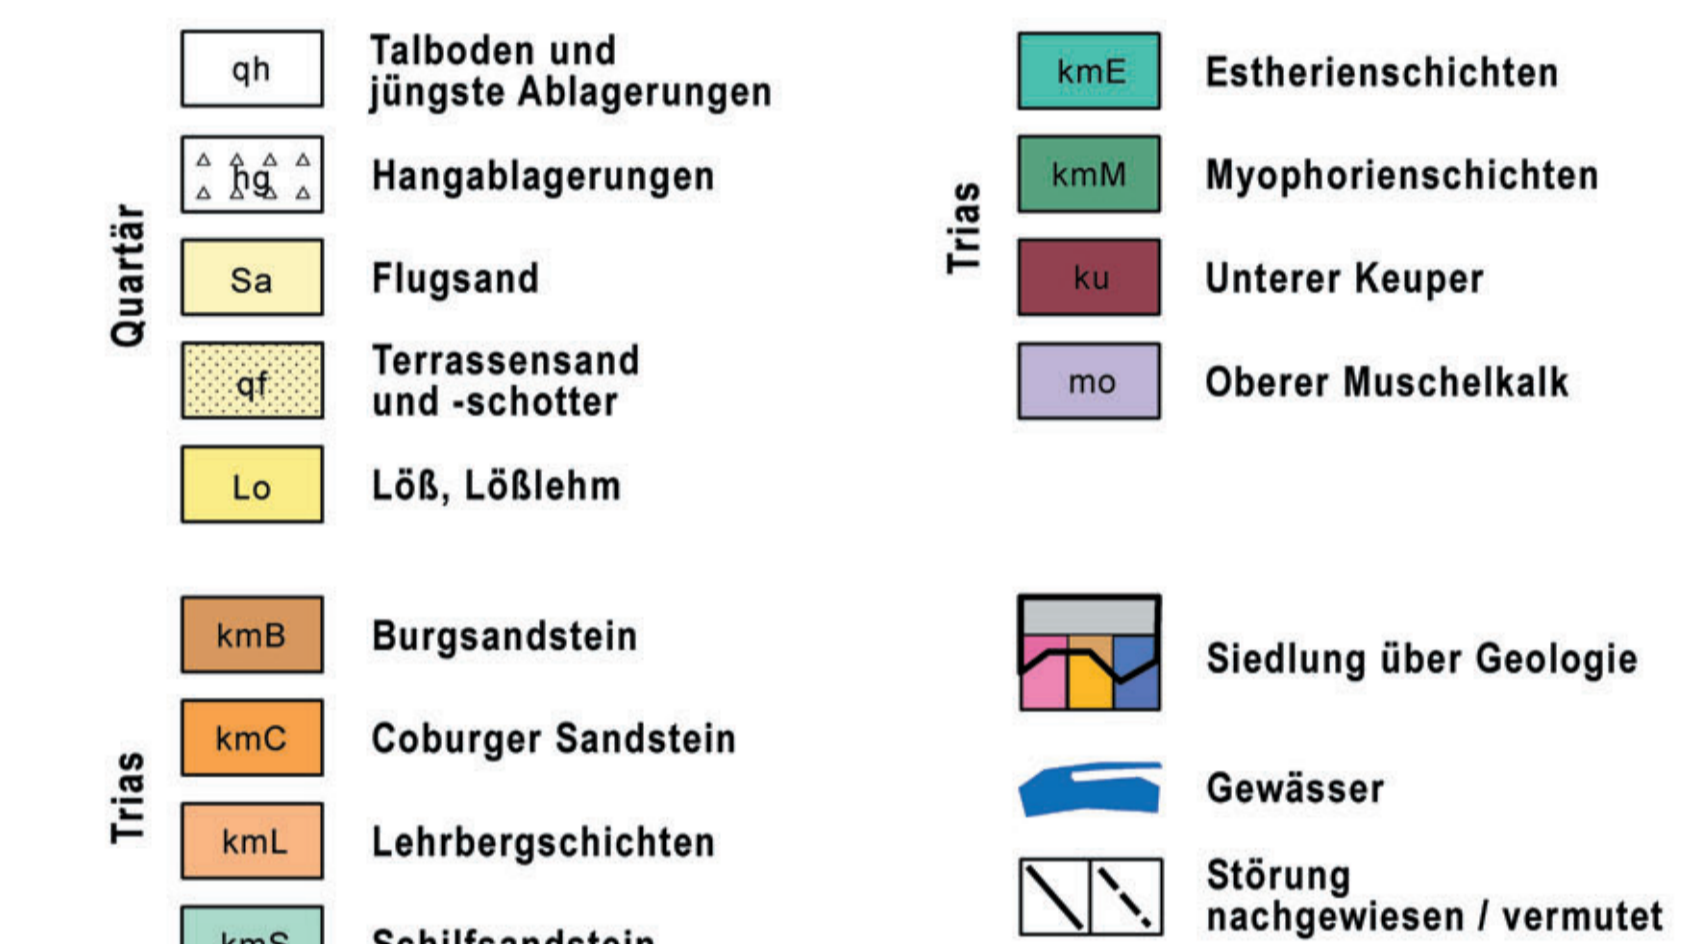 Quartär
qh
Talboden und
jüngste Ablagerungen
hg
Hangablagerungen
Sa
Flugsand
qf
Terrassensand
und -schotter
Lo
Löß, Lößlehm
Trias
kmB
Burgsandstein
kmC
Coburger Sandstein
kmL
Lehrbergschichten
kmS
Schilfsandstein
Trias
kmE
Estherienschichten
kmM
Myophorienschichten
ku
Unterer Keuper
mo
Oberer Muschelkalk
Siedlung über Geologie
Gewässer
Störung
nachgewiesen / vermutet